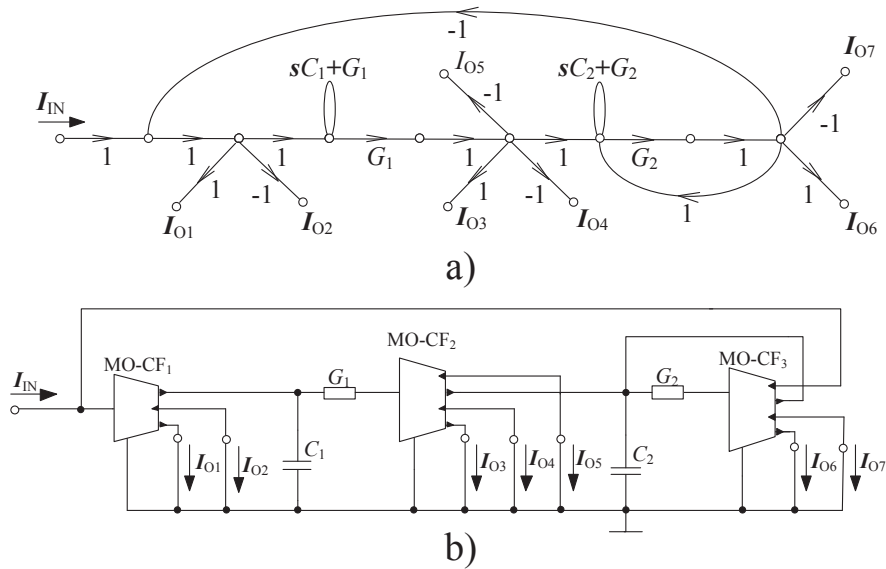 -1
I_O7
I_O5
sC_1+G_1
sC_2+G_2
I_IN
-1
-1
1 1 1 G_1 1 1 G_2 1
1 -1 1 -1 1 1
I_O1 I_O2 I_O3 I_O4 I_O6
a)
MO-CF_1 G_1 MO-CF_2 G_2 MO-CF_3
I_IN
C_1 C_2
I_O1 I_O2 I_O3 I_O4 I_O5 I_O6 I_O7
b)